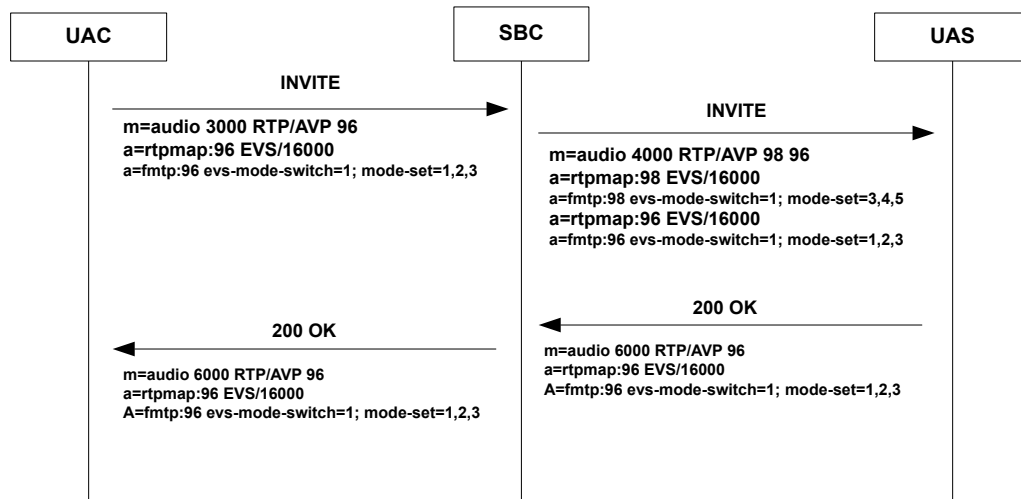 UAC
SBC
UAS
INVITE
m=audio 3000 RTP/AVP 96
a=rtpmap:96 EVS/16000
a=fmtp:96 evs-mode-switch=1; mode-set=1,2,3
INVITE
m=audio 4000 RTP/AVP 98 96
a=rtpmap:98 EVS/16000
a=fmtp:98 evs-mode-switch=1; mode-set=3,4,5
a=rtpmap:96 EVS/16000
a=fmtp:96 evs-mode-switch=1; mode-set=1,2,3
200 OK
m=audio 6000 RTP/AVP 96
a=rtpmap:96 EVS/16000
A=fmtp:96 evs-mode-switch=1; mode-set=1,2,3
200 OK
m=audio 6000 RTP/AVP 96
a=rtpmap:96 EVS/16000
A=fmtp:96 evs-mode-switch=1; mode-set=1,2,3